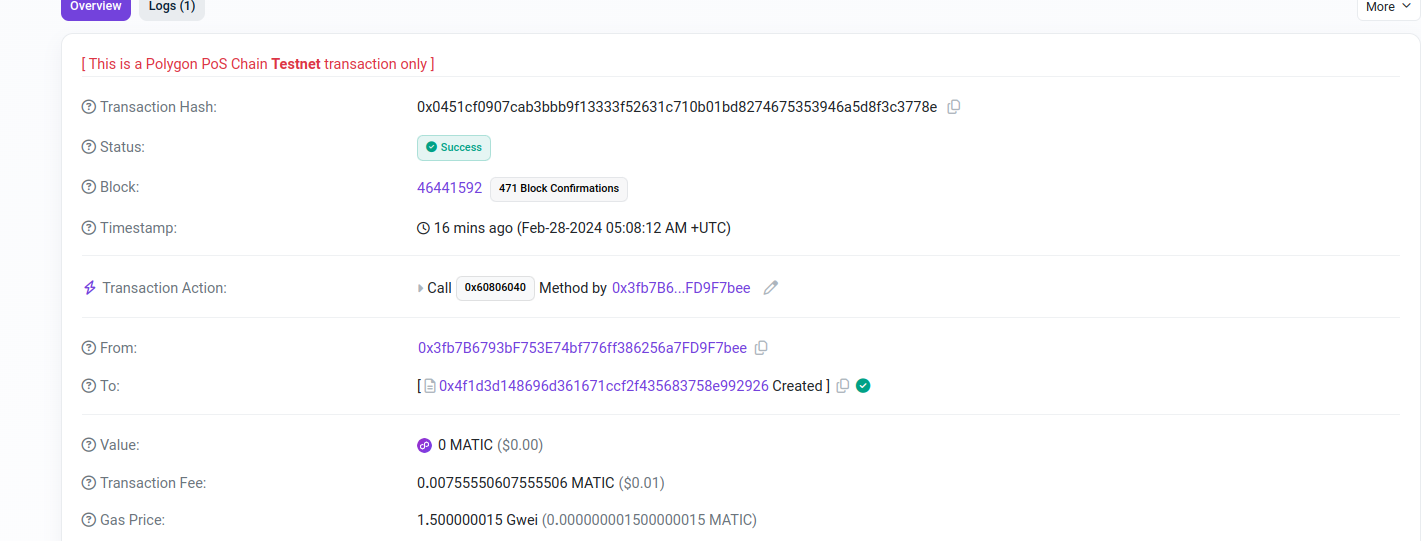 Overview Logs (1) More
[ This is a Polygon PoS Chain Testnet transaction only ]
Transaction Hash: 0x0451cf0907cab3bbb9f13333f52631c710b01bd8274675353946a5d8f3c3778e
Status: Success
Block: 46441592 471 Block Confirmations
Timestamp: 16 mins ago (Feb-28-2024 05:08:12 AM +UTC)
Transaction Action: Call 0x60806040 Method by 0x3fb7B6...FD9F7bee
From: 0x3fb7B6793bF753E74bf776ff386256a7FD9F7bee
To: [ 0x4f1d3d148696d361671ccf2f435683758e992926 Created ]
Value: 0 MATIC ($0.00)
Transaction Fee: 0.00755550607555506 MATIC ($0.01)
Gas Price: 1.500000015 Gwei (0.000000001500000015 MATIC)